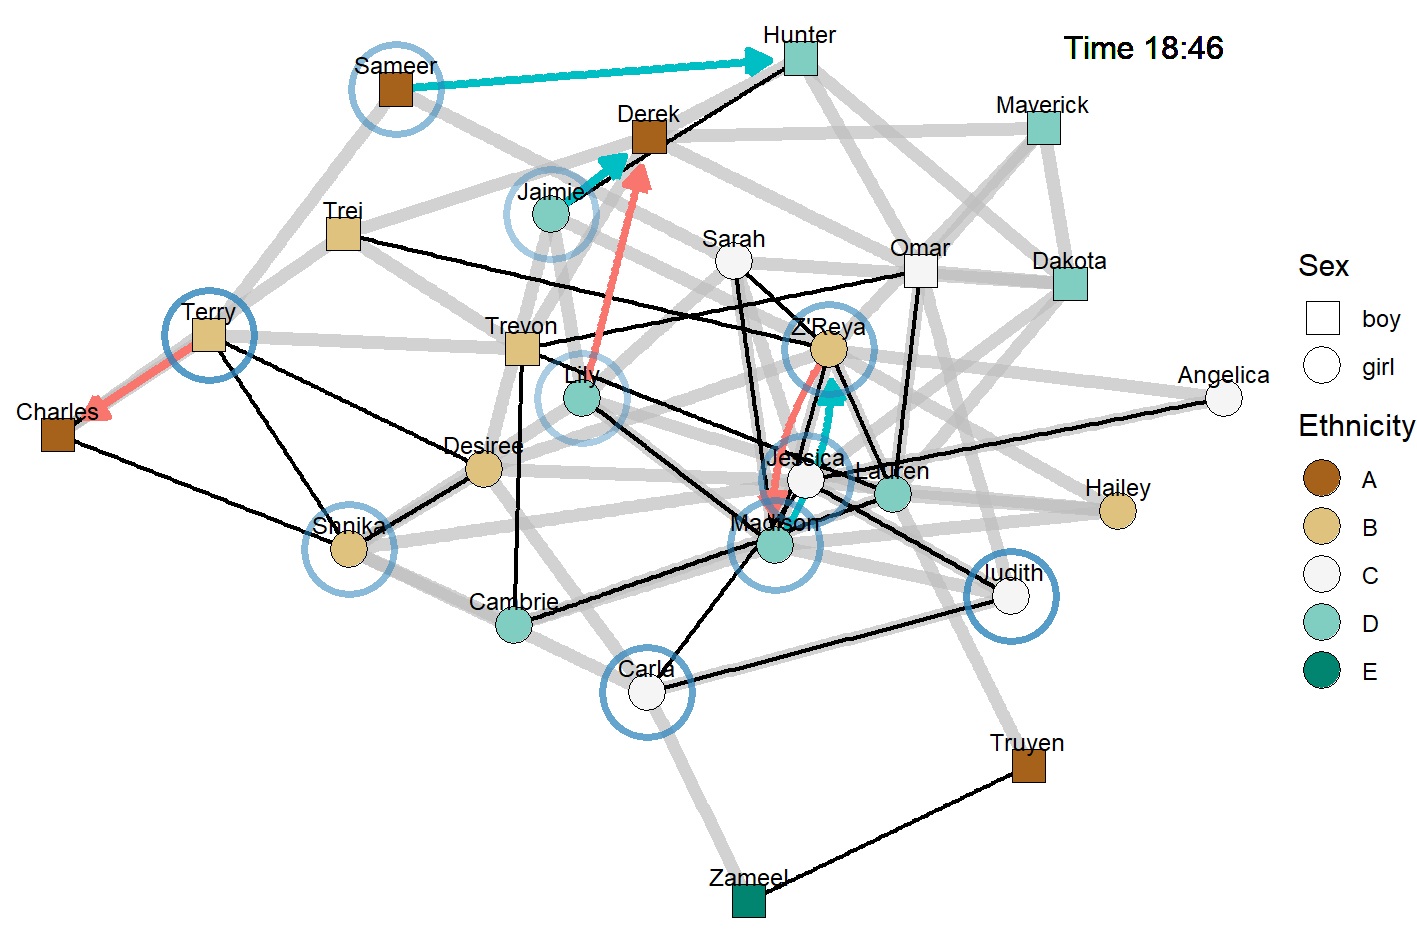 Hunter
Time 18:46
Sameer
Maverick
Derek
Jaimie
Trei
Sarah
Omar
Dakota
Sex
boy
girl
Terry
Trevon
Z'Reya
Lily
Angelica
Charles
Ethnicity
Desiree
Jessica
Lauren
A
Hailey
B
Shnika
Madison
C
Judith
Cambrie
D
Carla
E
Truyen
Zameel